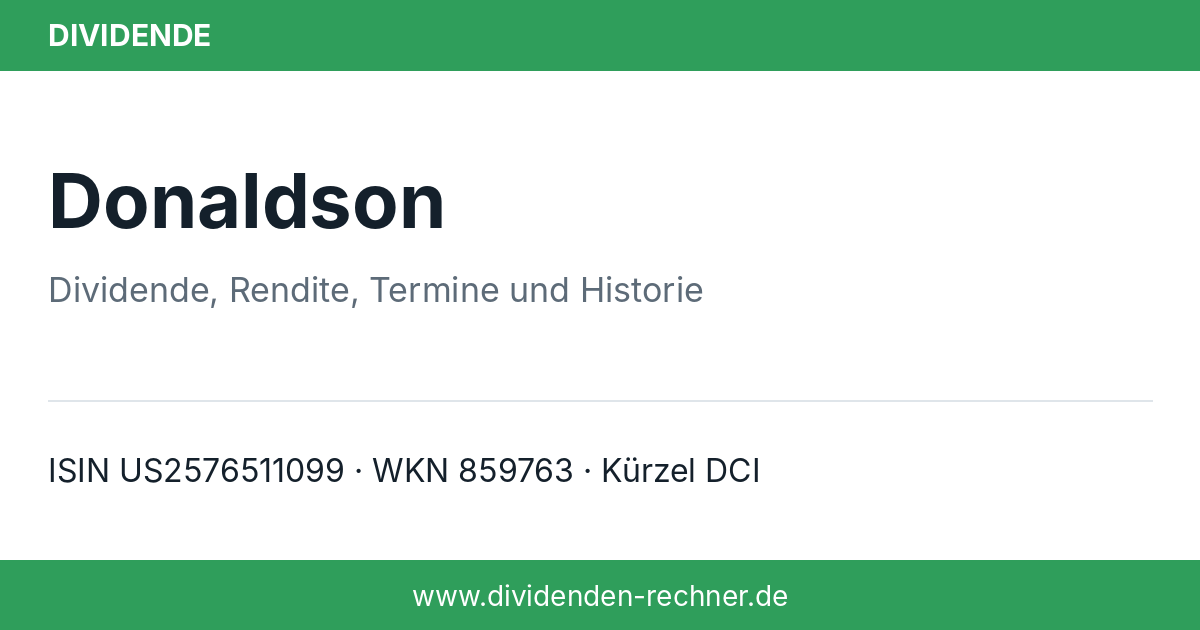 DIVIDENDE
Donaldson
Dividende, Rendite, Termine und Historie
ISIN US2576511099 · WKN 859763 · Kürzel DCI
www.dividenden-rechner.de